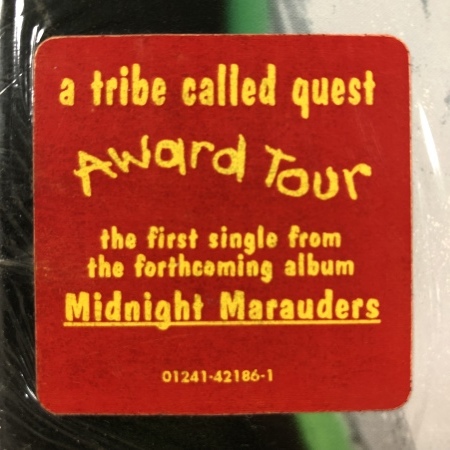 a tribe called quest
Award Tour
the first single from
the forthcoming album
Midnight Marauders
01241-42186-1